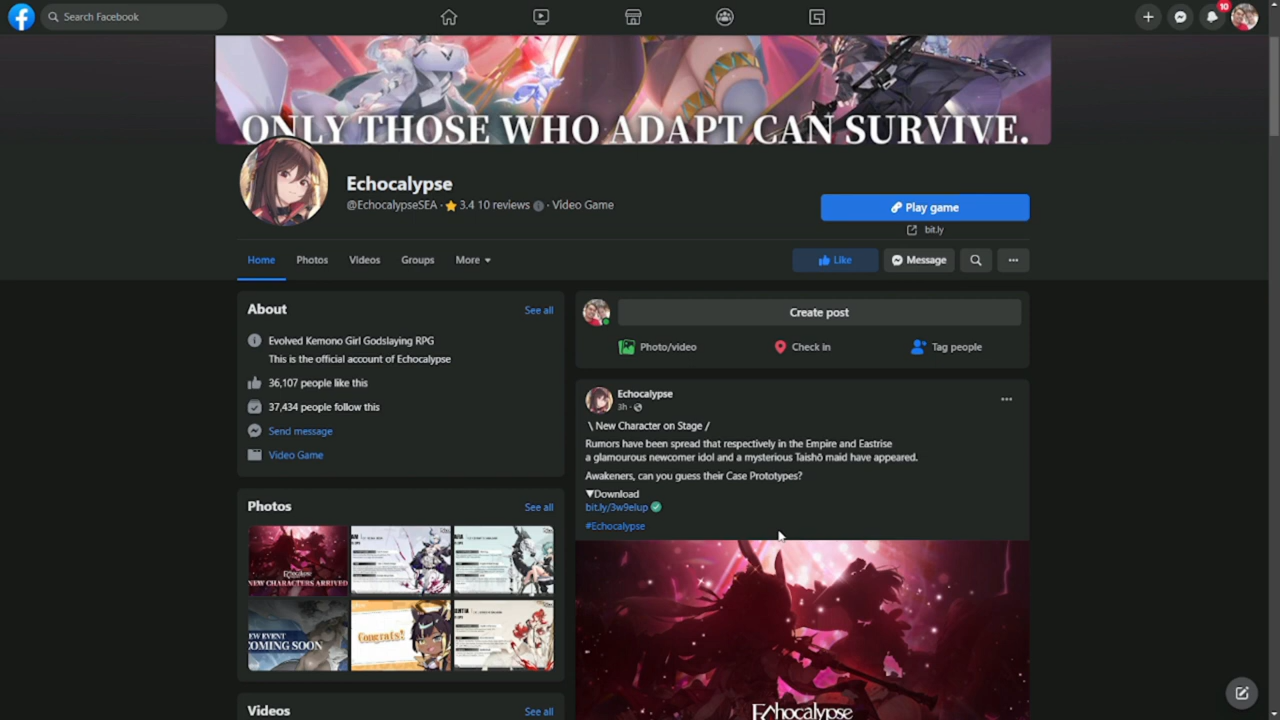 Search Facebook
10
ONLY THOSE WHO ADAPT CAN SURVIVE.
Echocalypse
@EchocalypseSEA · 3.4 10 reviews · Video Game
Play game
bit.ly
Home
Photos
Videos
Groups
More
Like
Message
About
See all
Evolved Kemono Girl Godslaying RPG
This is the official account of Echocalypse
36,107 people like this
37,434 people follow this
Send message
Video Game
Photos
See all
Echocalypse
NEW CHARACTERS ARRIVED
EW EVENT
COMING SOON
Congrats!
Videos
See all
Create post
Photo/video
Check in
Tag people
Echocalypse
3h ·
\ New Character on Stage /
Rumors have been spread that respectively in the Empire and Eastrise
a glamourous newcomer idol and a mysterious Taishō maid have appeared.
Awakeners, can you guess their Case Prototypes?
▼Download
bit.ly/3w9elup
#Echocalypse
Echocalypse